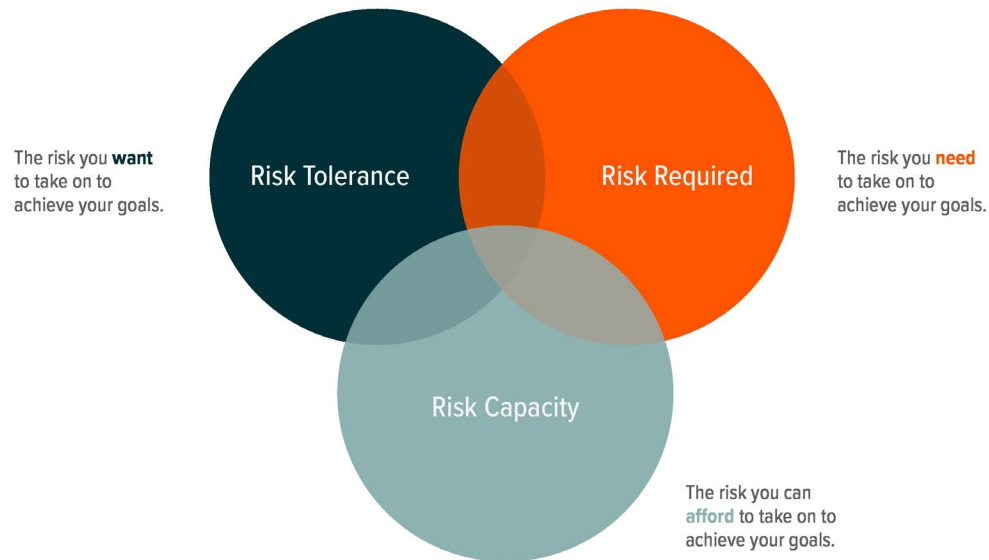 The risk you want
to take on to
achieve your goals.
Risk Tolerance
Risk Required
The risk you need
to take on to
achieve your goals.
Risk Capacity
The risk you can
afford to take on to
achieve your goals.